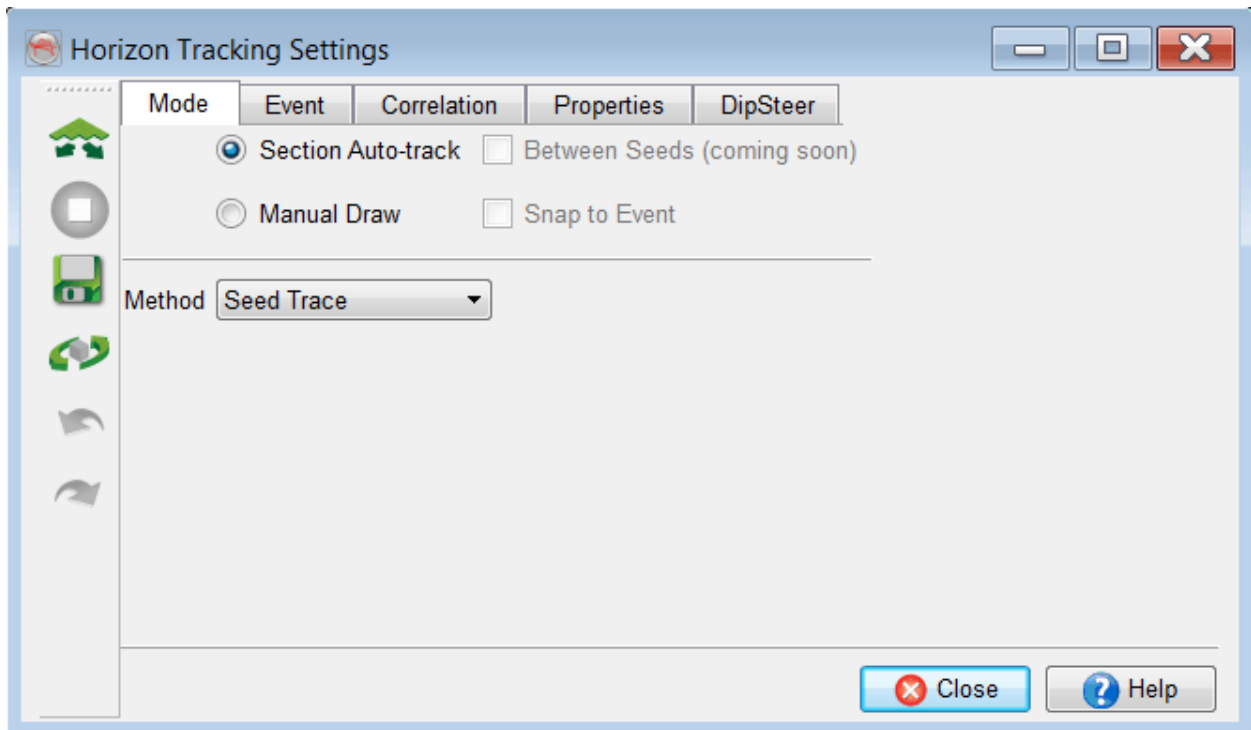 Horizon Tracking Settings
Mode Event Correlation Properties DipSteer
Section Auto-track Between Seeds (coming soon)
Manual Draw Snap to Event
Method Seed Trace
Close Help